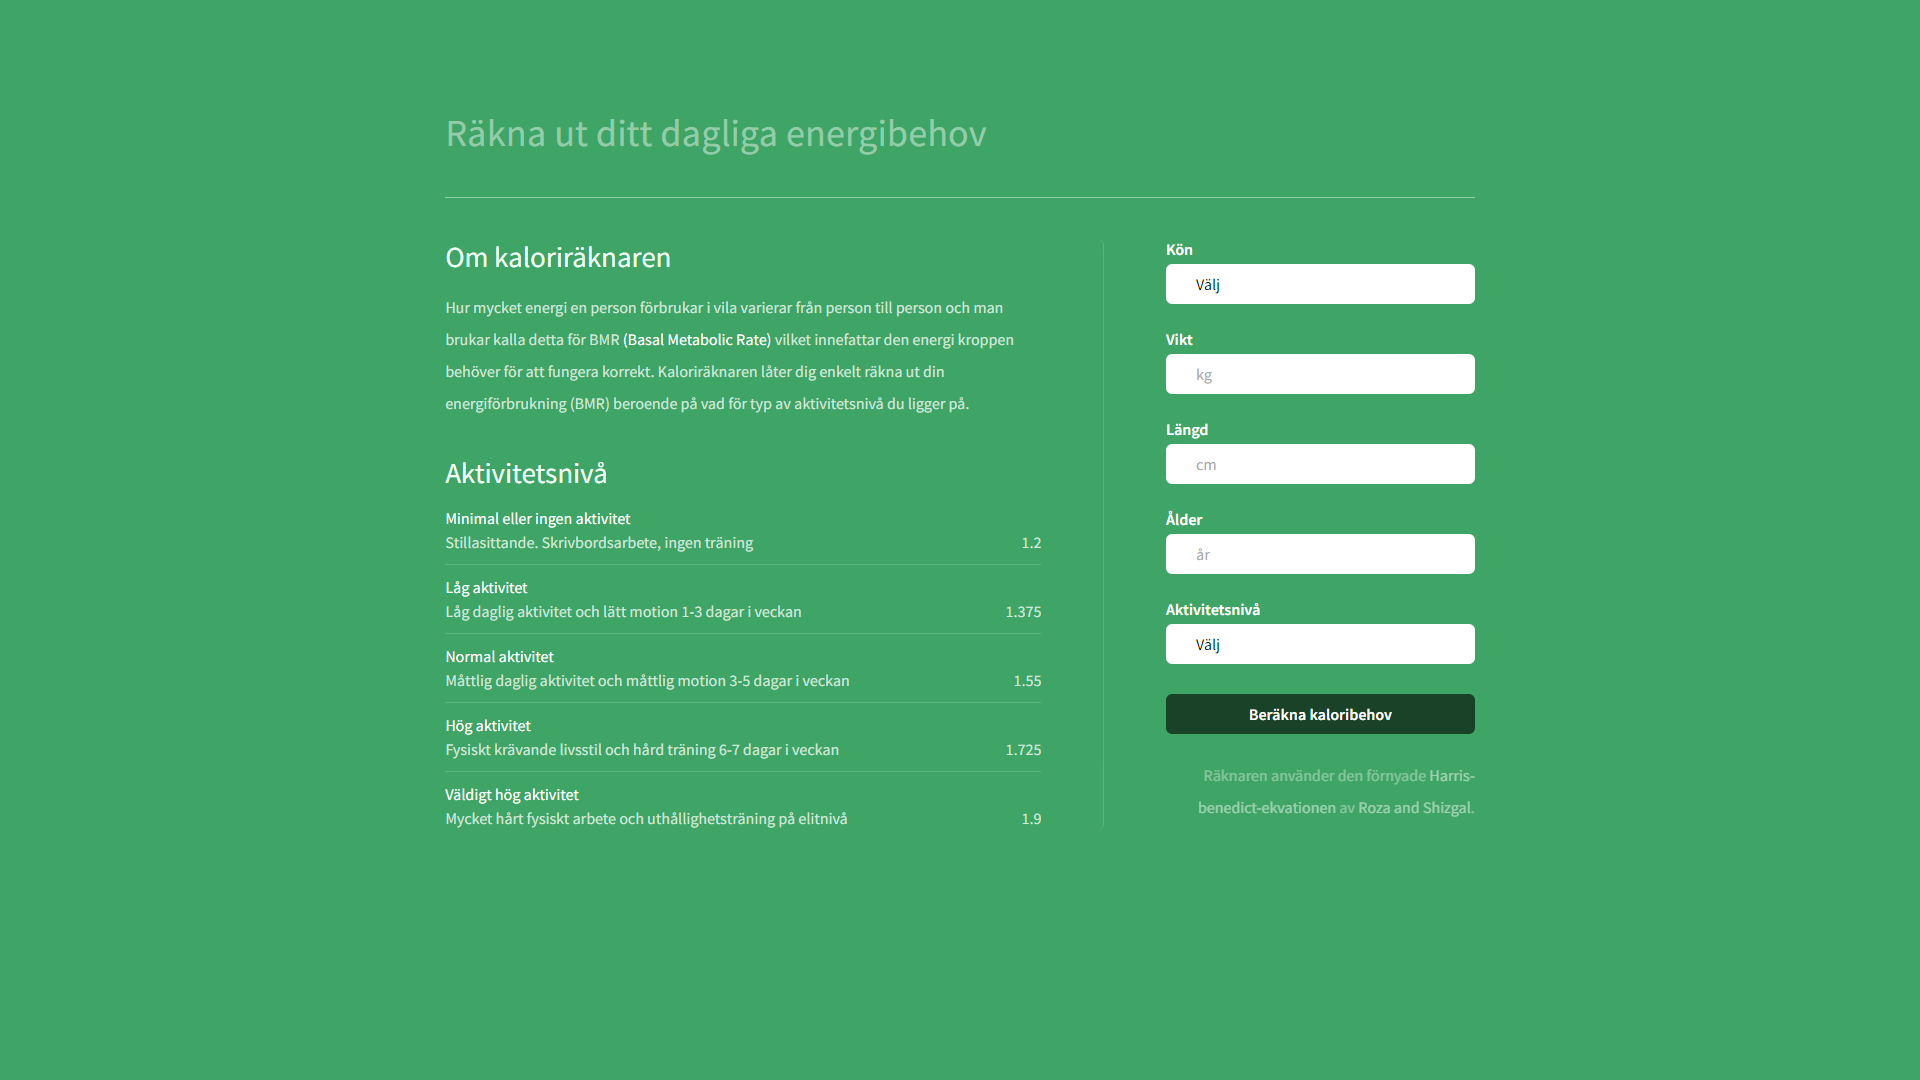 Räkna ut ditt dagliga energibehov
Om kaloriräknaren
Hur mycket energi en person förbrukar i vila varierar från person till person och man
brukar kalla detta för BMR (Basal Metabolic Rate) vilket innefattar den energi kroppen
behöver för att fungera korrekt. Kaloriräknaren låter dig enkelt räkna ut din
energiförbrukning (BMR) beroende på vad för typ av aktivitetsnivå du ligger på.
Aktivitetsnivå
Minimal eller ingen aktivitet
Stillasittande. Skrivbordsarbete, ingen träning 1.2
Låg aktivitet
Låg daglig aktivitet och lätt motion 1-3 dagar i veckan 1.375
Normal aktivitet
Måttlig daglig aktivitet och måttlig motion 3-5 dagar i veckan 1.55
Hög aktivitet
Fysiskt krävande livsstil och hård träning 6-7 dagar i veckan 1.725
Väldigt hög aktivitet
Mycket hårt fysiskt arbete och uthållighetsträning på elitnivå 1.9
Kön
Välj
Vikt
kg
Längd
cm
Ålder
år
Aktivitetsnivå
Välj
Beräkna kaloribehov
Räknaren använder den förnyade Harris-
benedict-ekvationen av Roza and Shizgal.